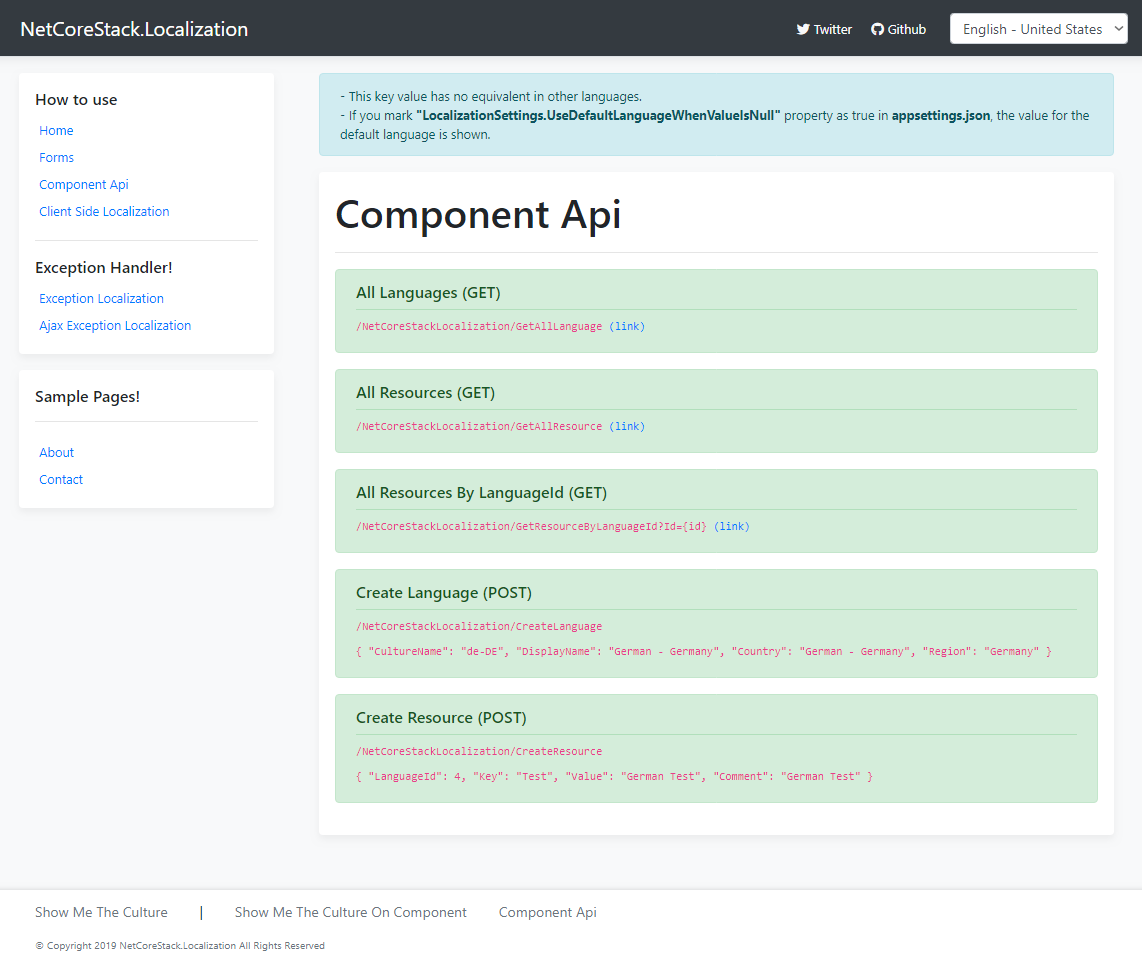 NetCoreStack.Localization
Twitter
Github
English - United States
How to use
Home
Forms
Component Api
Client Side Localization
Exception Handler!
Exception Localization
Ajax Exception Localization
Sample Pages!
About
Contact
- This key value has no equivalent in other languages.
- If you mark "LocalizationSettings.UseDefaultLanguageWhenValueIsNull" property as true in appsettings.json, the value for the
default language is shown.
Component Api
All Languages (GET)
/NetCoreStackLocalization/GetAllLanguage (link)
All Resources (GET)
/NetCoreStackLocalization/GetAllResource (link)
All Resources By LanguageId (GET)
/NetCoreStackLocalization/GetResourceByLanguageId?Id={id} (link)
Create Language (POST)
/NetCoreStackLocalization/CreateLanguage
{ "CultureName": "de-DE", "DisplayName": "German - Germany", "Country": "German - Germany", "Region": "Germany" }
Create Resource (POST)
/NetCoreStackLocalization/CreateResource
{ "LanguageId": 4, "Key": "Test", "Value": "German Test", "Comment": "German Test" }
Show Me The Culture | Show Me The Culture On Component Component Api
© Copyright 2019 NetCoreStack.Localization All Rights Reserved